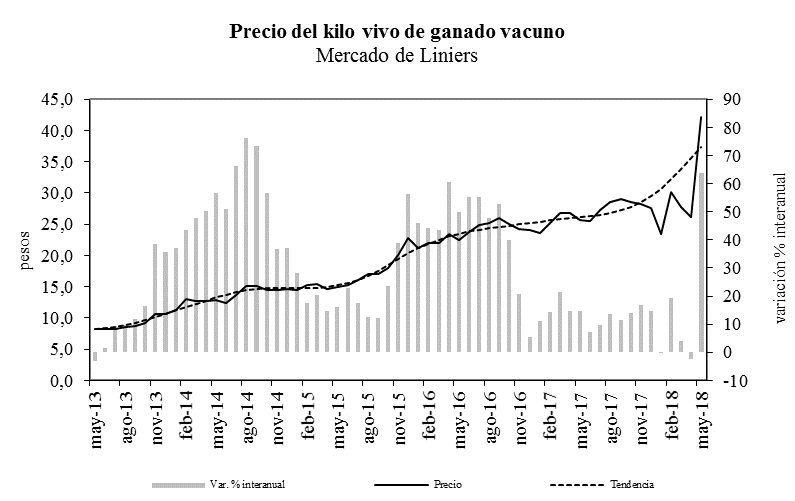 Precio del kilo vivo de ganado vacuno
Mercado de Liniers
45,0
40,0
35,0
30,0
25,0
20,0
15,0
10,0
5,0
0,0
pesos
90
80
70
60
50
40
30
20
10
0
-10
variación % interanual
may-13
ago-13
nov-13
feb-14
may-14
ago-14
nov-14
feb-15
may-15
ago-15
nov-15
feb-16
may-16
ago-16
nov-16
feb-17
may-17
ago-17
nov-17
feb-18
may-18
Var. % interanual
Precio
Tendencia